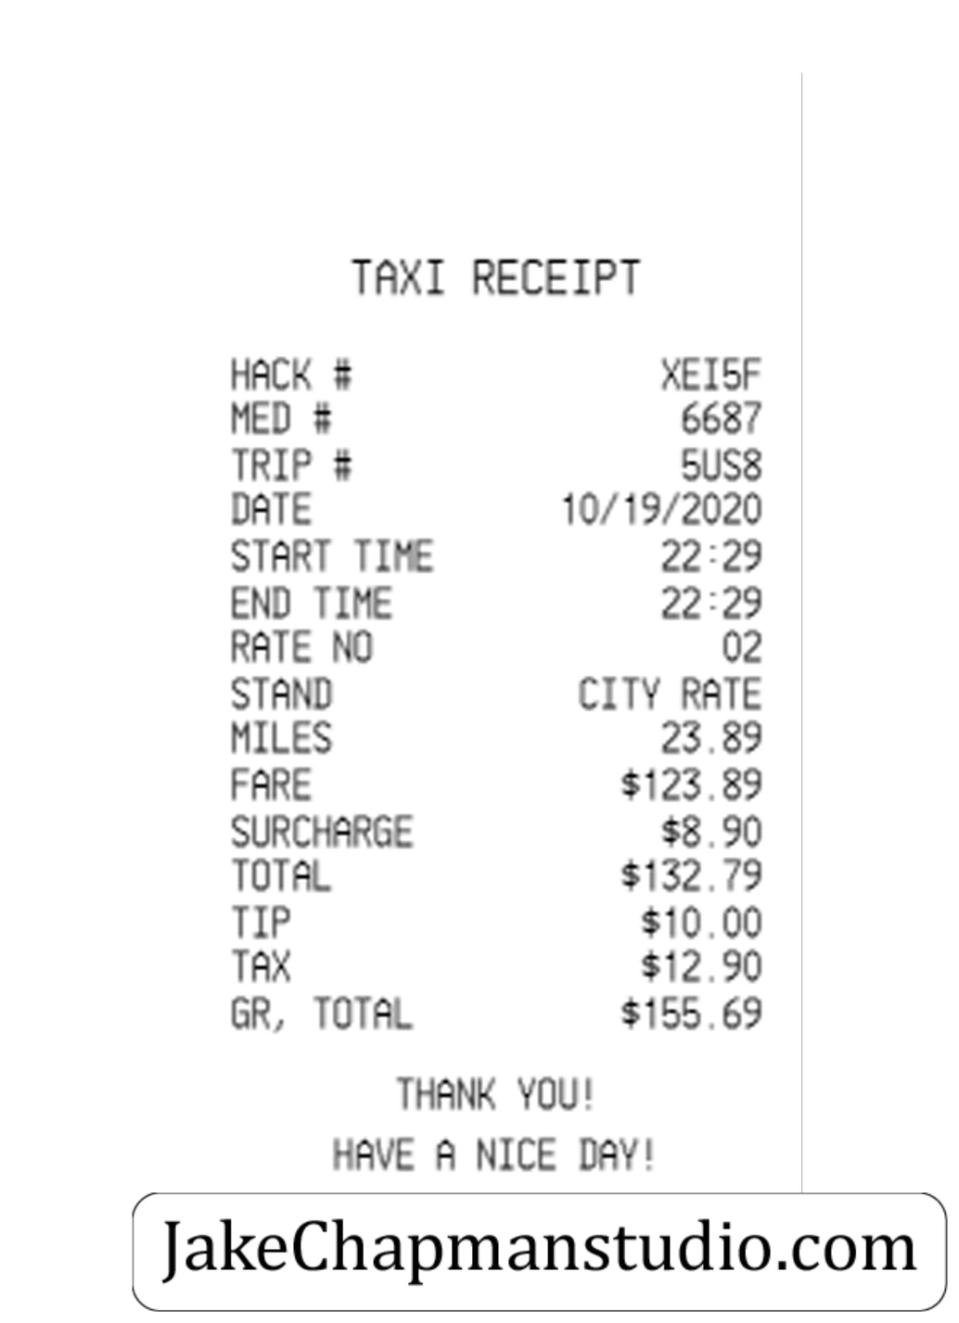 TAXI RECEIPT
HACK # XEI5F
MED # 6687
TRIP # 5US8
DATE 10/19/2020
START TIME 22:29
END TIME 22:29
RATE NO 02
STAND CITY RATE
MILES 23.89
FARE $123.89
SURCHARGE $8.90
TOTAL $132.79
TIP $10.00
TAX $12.90
GR, TOTAL $155.69
THANK YOU!
HAVE A NICE DAY!
JakeChapmanstudio.com